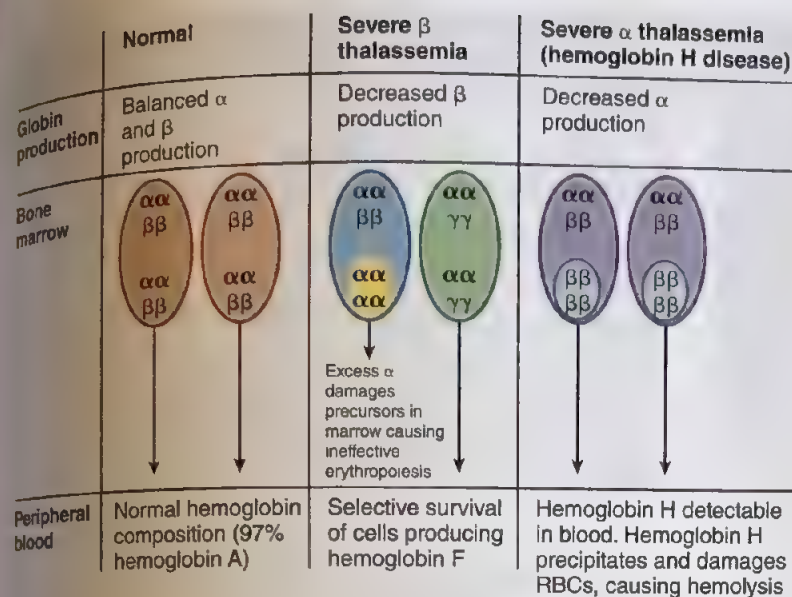 Normal
Severe β
thalassemia
Severe α thalassemia
(hemoglobin H disease)
Globin
production
Balanced α
and β
production
Decreased β
production
Decreased α
production
Bone
marrow
αα
ββ
αα
ββ
αα
ββ
αα
ββ
αα
ββ
αα
αα
αα
γγ
αα
γγ
αα
ββ
ββ
ββ
αα
ββ
ββ
ββ
Excess α
damages
precursors in
marrow causing
ineffective
erythropoiesis
Peripheral
blood
Normal hemoglobin
composition (97%
hemoglobin A)
Selective survival
of cells producing
hemoglobin F
Hemoglobin H detectable
in blood. Hemoglobin H
precipitates and damages
RBCs, causing hemolysis